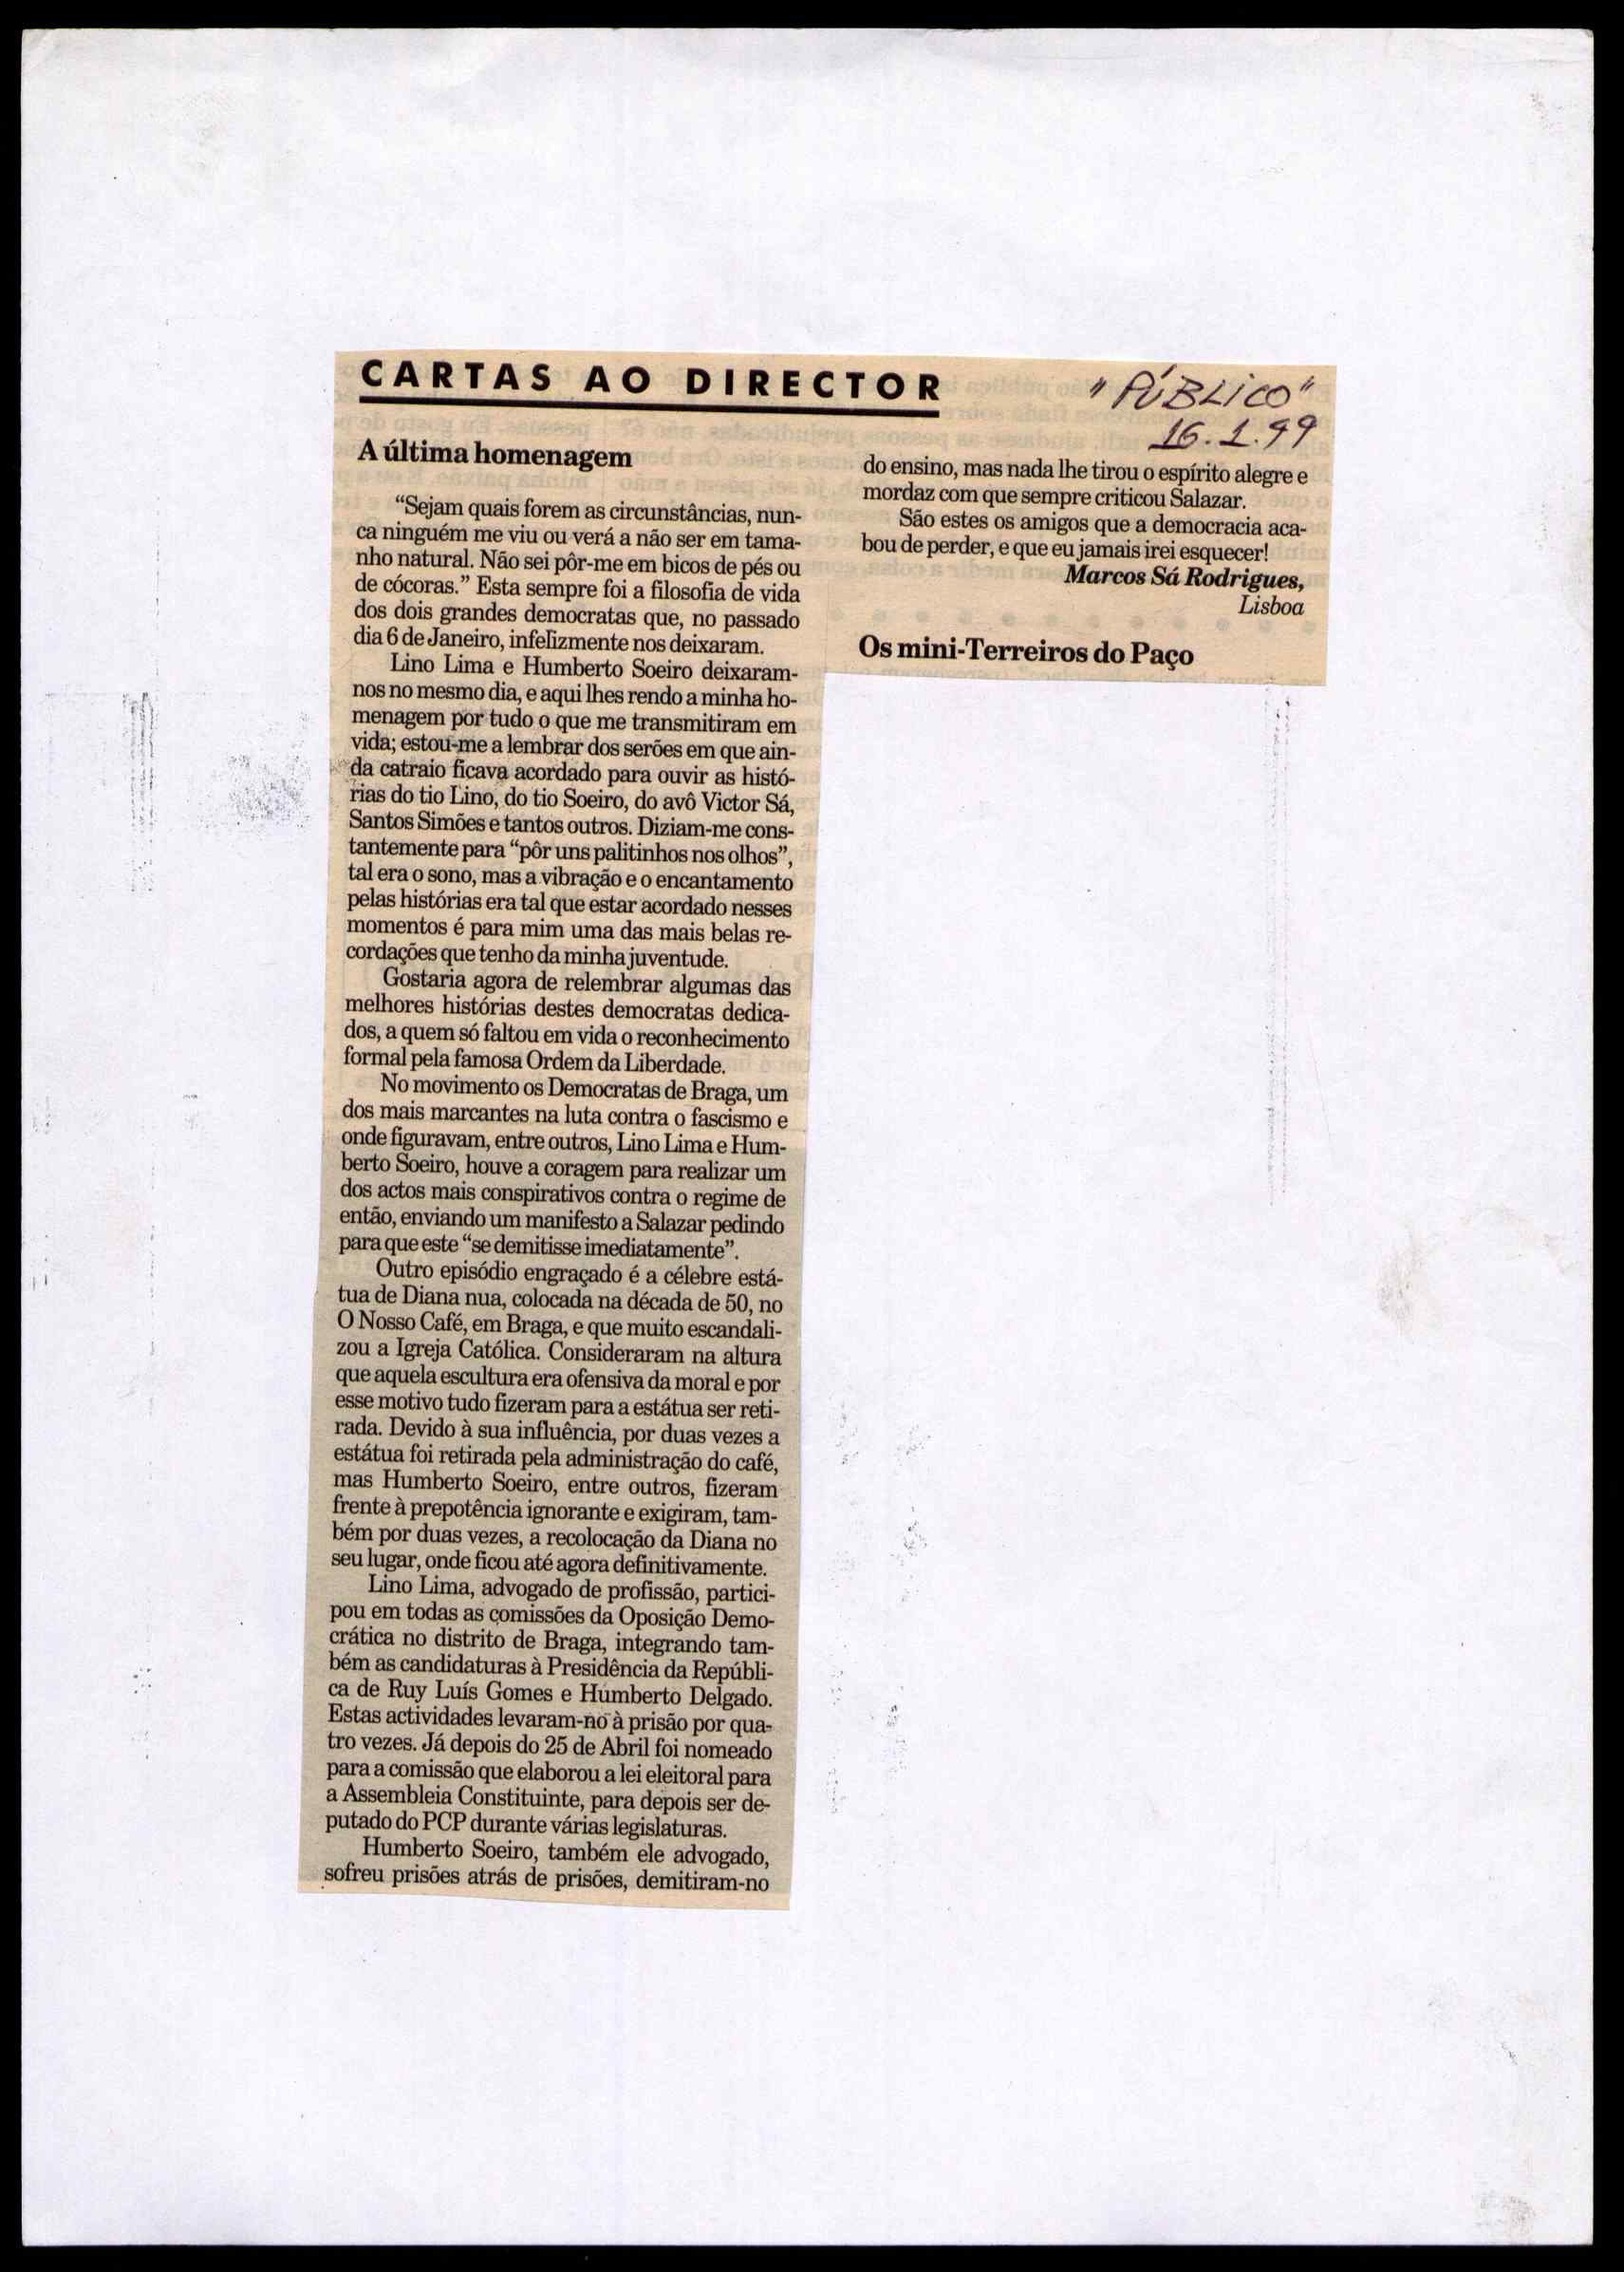 CARTAS AO DIRECTOR
"PÚBLICO"
16.1.99
A última homenagem
“Sejam quais forem as circunstâncias, nun-
ca ninguém me viu ou verá a não ser em tama-
nho natural. Não sei pôr-me em bicos de pés ou
de cócoras.” Esta sempre foi a filosofia de vida
dos dois grandes democratas que, no passado
dia 6 de Janeiro, infelizmente nos deixaram.
Lino Lima e Humberto Soeiro deixaram-
nos no mesmo dia, e aqui lhes rendo a minha ho-
menagem por tudo o que me transmitiram em
vida; estou-me a lembrar dos serões em que ain-
da catraio ficava acordado para ouvir as histó-
rias do tio Lino, do tio Soeiro, do avô Victor Sá,
Santos Simões e tantos outros. Diziam-me cons-
tantemente para “pôr uns palitinhos nos olhos”,
tal era o sono, mas a vibração e o encantamento
pelas histórias era tal que estar acordado nesses
momentos é para mim uma das mais belas re-
cordações que tenho da minha juventude.
Gostaria agora de relembrar algumas das
melhores histórias destes democratas dedica-
dos, a quem só faltou em vida o reconhecimento
formal pela famosa Ordem da Liberdade.
No movimento os Democratas de Braga, um
dos mais marcantes na luta contra o fascismo e
onde figuravam, entre outros, Lino Lima e Hum-
berto Soeiro, houve a coragem para realizar um
dos actos mais conspirativos contra o regime de
então, enviando um manifesto a Salazar pedindo
para que este “se demitisse imediatamente”.
Outro episódio engraçado é a célebre está-
tua de Diana nua, colocada na década de 50, no
O Nosso Café, em Braga, e que muito escandali-
zou a Igreja Católica. Consideraram na altura
que aquela escultura era ofensiva da moral e por
esse motivo tudo fizeram para a estátua ser reti-
rada. Devido à sua influência, por duas vezes a
estátua foi retirada pela administração do café,
mas Humberto Soeiro, entre outros, fizeram
frente à prepotência ignorante e exigiram, tam-
bém por duas vezes, a recolocação da Diana no
seu lugar, onde ficou até agora definitivamente.
Lino Lima, advogado de profissão, partici-
pou em todas as comissões da Oposição Demo-
crática no distrito de Braga, integrando tam-
bém as candidaturas à Presidência da Repúbli-
ca de Ruy Luís Gomes e Humberto Delgado.
Estas actividades levaram-no à prisão por qua-
tro vezes. Já depois do 25 de Abril foi nomeado
para a comissão que elaborou a lei eleitoral para
a Assembleia Constituinte, para depois ser de-
putado do PCP durante várias legislaturas.
Humberto Soeiro, também ele advogado,
sofreu prisões atrás de prisões, demitiram-no
do ensino, mas nada lhe tirou o espírito alegre e
mordaz com que sempre criticou Salazar.
São estes os amigos que a democracia aca-
bou de perder, e que eu jamais irei esquecer!
Marcos Sá Rodrigues,
Lisboa
Os mini-Terreiros do Paço